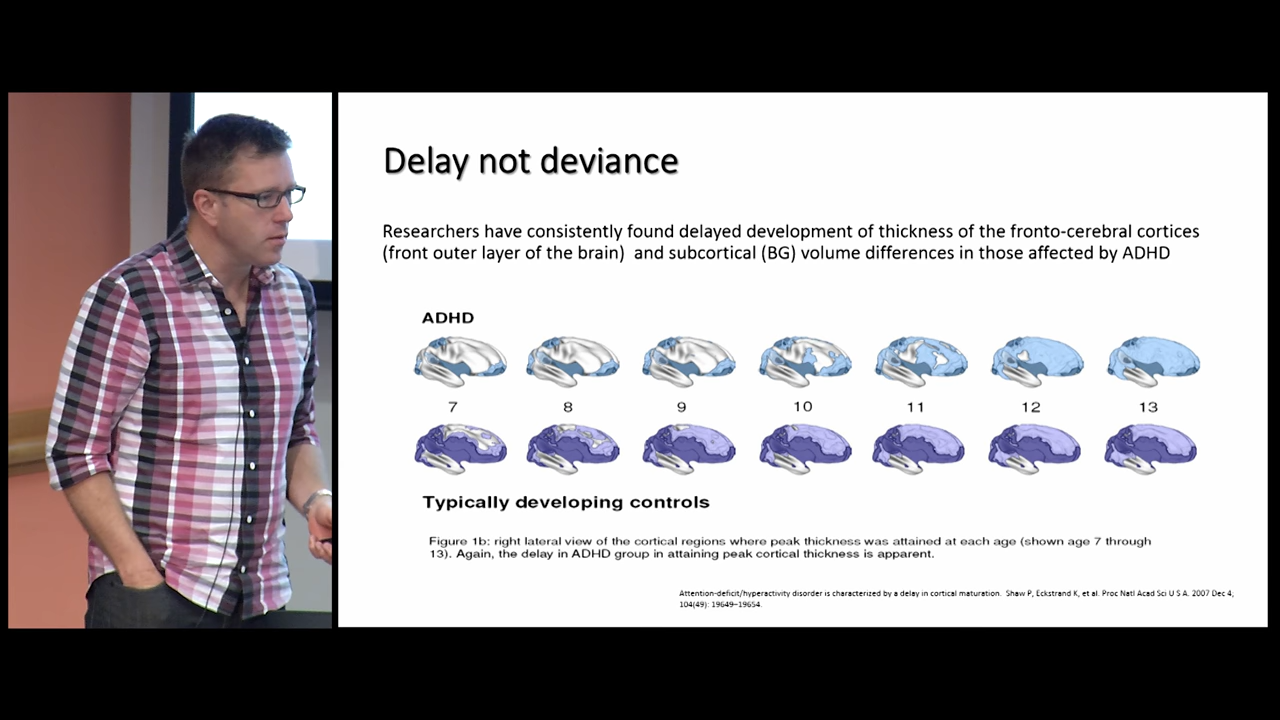 Delay not deviance
Researchers have consistently found delayed development of thickness of the fronto-cerebral cortices
(front outer layer of the brain) and subcortical (BG) volume differences in those affected by ADHD
ADHD
7 8 9 10 11 12 13
Typically developing controls
Figure 1b: right lateral view of the cortical regions where peak thickness was attained at each age (shown age 7 through
13). Again, the delay in ADHD group in attaining peak cortical thickness is apparent.
Attention-deficit/hyperactivity disorder is characterized by a delay in cortical maturation. Shaw P, Eckstrand K, et al. Proc Natl Acad Sci U S A. 2007 Dec 4;
104(49): 19649–19654.